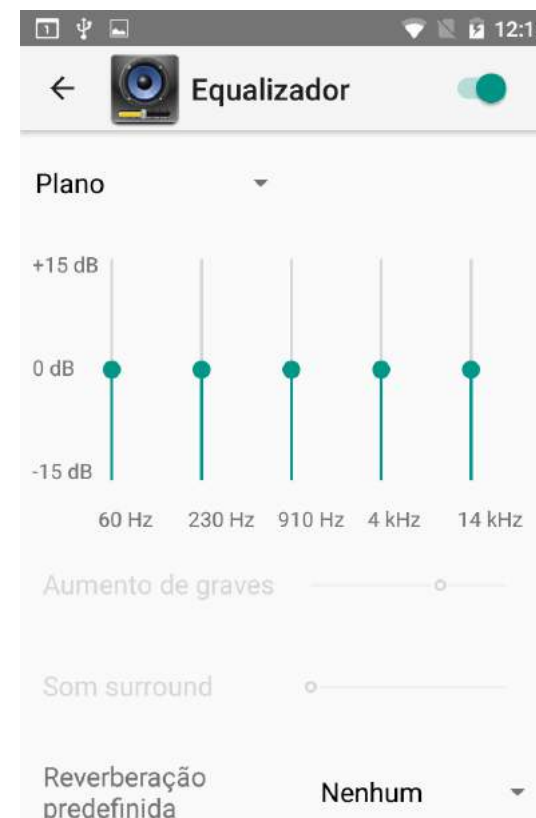 1
12:1
Equalizador
Plano
+15 dB
0 dB
-15 dB
60 Hz 230 Hz 910 Hz 4 kHz 14 kHz
Aumento de graves
Som surround
Reverberação
predefinida
Nenhum